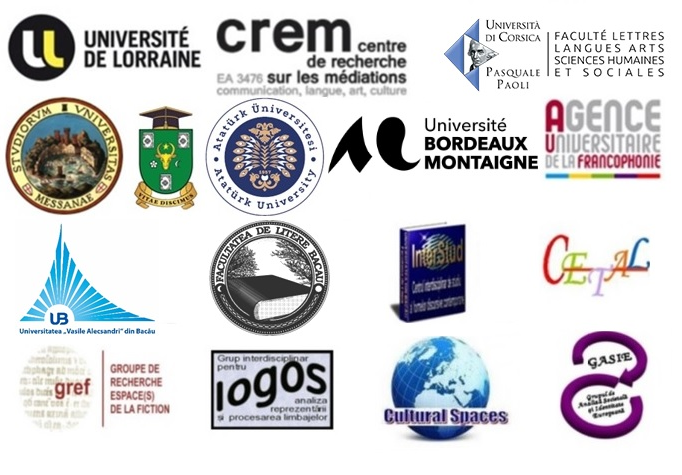 UNIVERSITÉ
DE LORRAINE
crem centre
de recherche
EA 3476 sur les médiations
communication, langue, art, culture
UNIVERSITÀ
DI CORSICA
PASQUALE
PAOLI
FACULTÉ LETTRES
LANGUES ARTS
SCIENCES HUMAINES
ET SOCIALES
STUDIORUM UNIVERSITAS
MESSANAE
VITAE DISCIMUS
Atatürk Üniversitesi
1957
Atatürk University
Université
BORDEAUX
MONTAIGNE
AGENCE
UNIVERSITAIRE
DE LA FRANCOPHONIE
UB
Universitatea „Vasile Alecsandri” din Bacău
FACULTATEA DE LITERE BACĂU
InterStud
Centrul interdisciplinar de studiu
al formelor discursive contemporane
CETAL
gref
GROUPE DE
RECHERCHE
ESPACE(S)
DE LA FICTION
Grup interdisciplinar
pentru
logos
analiza
reprezentării
și procesarea limbajelor
Cultural Spaces
GASIE
Grupul de
Analiză Socială
și Identitate
Europeană